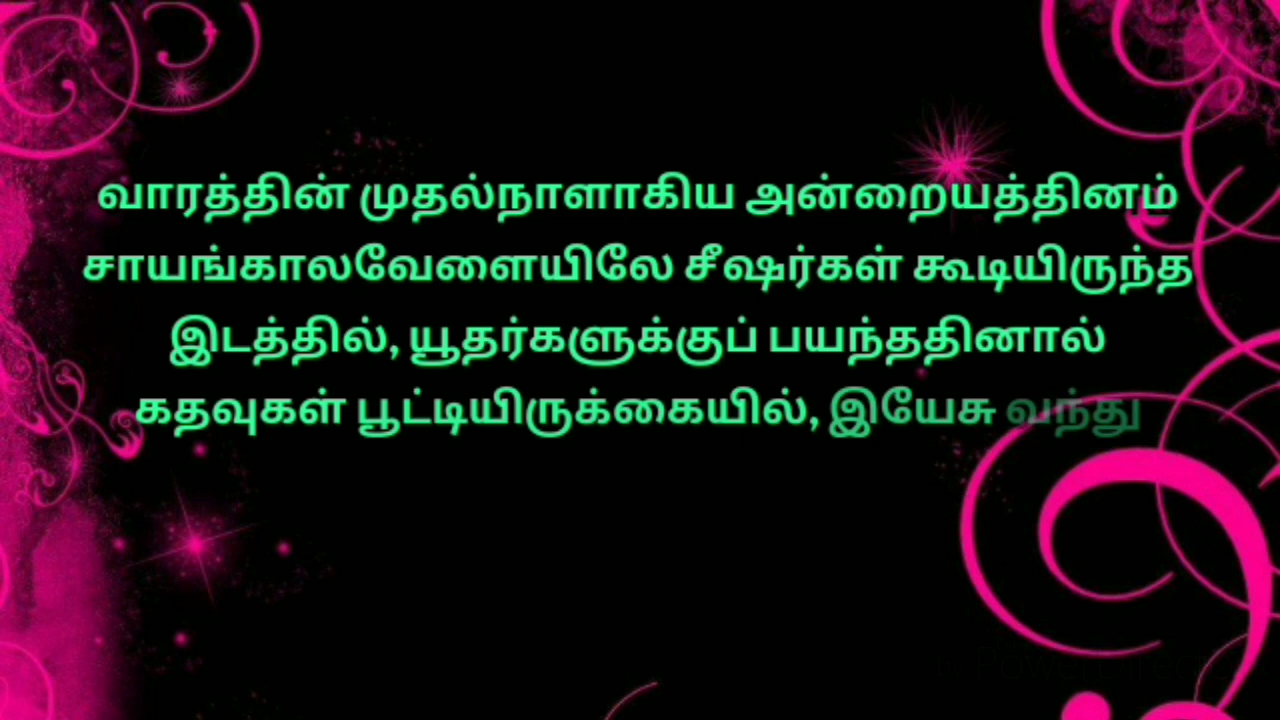 வாரத்தின் முதல்நாளாகிய அன்றையத்தினம்
சாயங்காலவேளையிலே சீஷர்கள் கூடியிருந்த
இடத்தில், யூதர்களுக்குப் பயந்ததினால்
கதவுகள் பூட்டியிருக்கையில், இயேசு வந்து